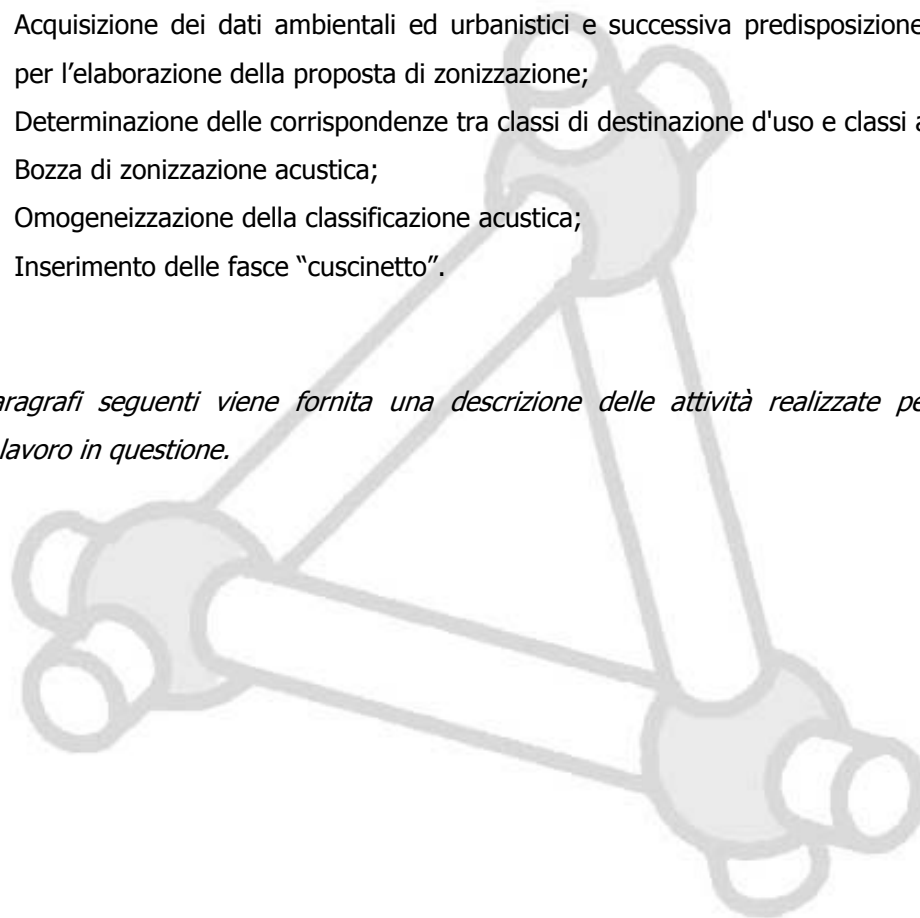 Acquisizione dei dati ambientali ed urbanistici e successiva predisposizione
per l’elaborazione della proposta di zonizzazione;
Determinazione delle corrispondenze tra classi di destinazione d'uso e classi
Bozza di zonizzazione acustica;
Omogeneizzazione della classificazione acustica;
Inserimento delle fasce “cuscinetto”.
seguenti viene fornita una descrizione delle attività realizzate
lavoro in questione.